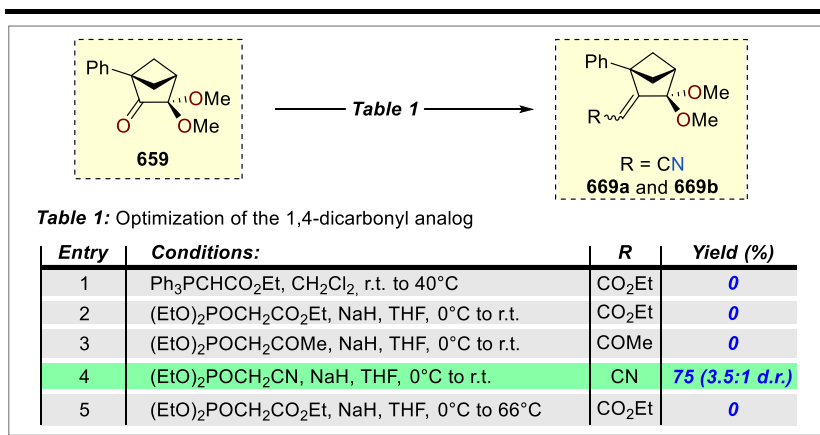 Ph
OMe
O
OMe
659
Table 1
Ph
OMe
R
OMe
R = CN
669a and 669b
Table 1: Optimization of the 1,4-dicarbonyl analog
Entry Conditions: R Yield (%)
1 Ph₃PCHCO₂Et, CH₂Cl₂, r.t. to 40°C CO₂Et 0
2 (EtO)₂POCH₂CO₂Et, NaH, THF, 0°C to r.t. CO₂Et 0
3 (EtO)₂POCH₂COMe, NaH, THF, 0°C to r.t. COMe 0
4 (EtO)₂POCH₂CN, NaH, THF, 0°C to r.t. CN 75 (3.5:1 d.r.)
5 (EtO)₂POCH₂CO₂Et, NaH, THF, 0°C to 66°C CO₂Et 0